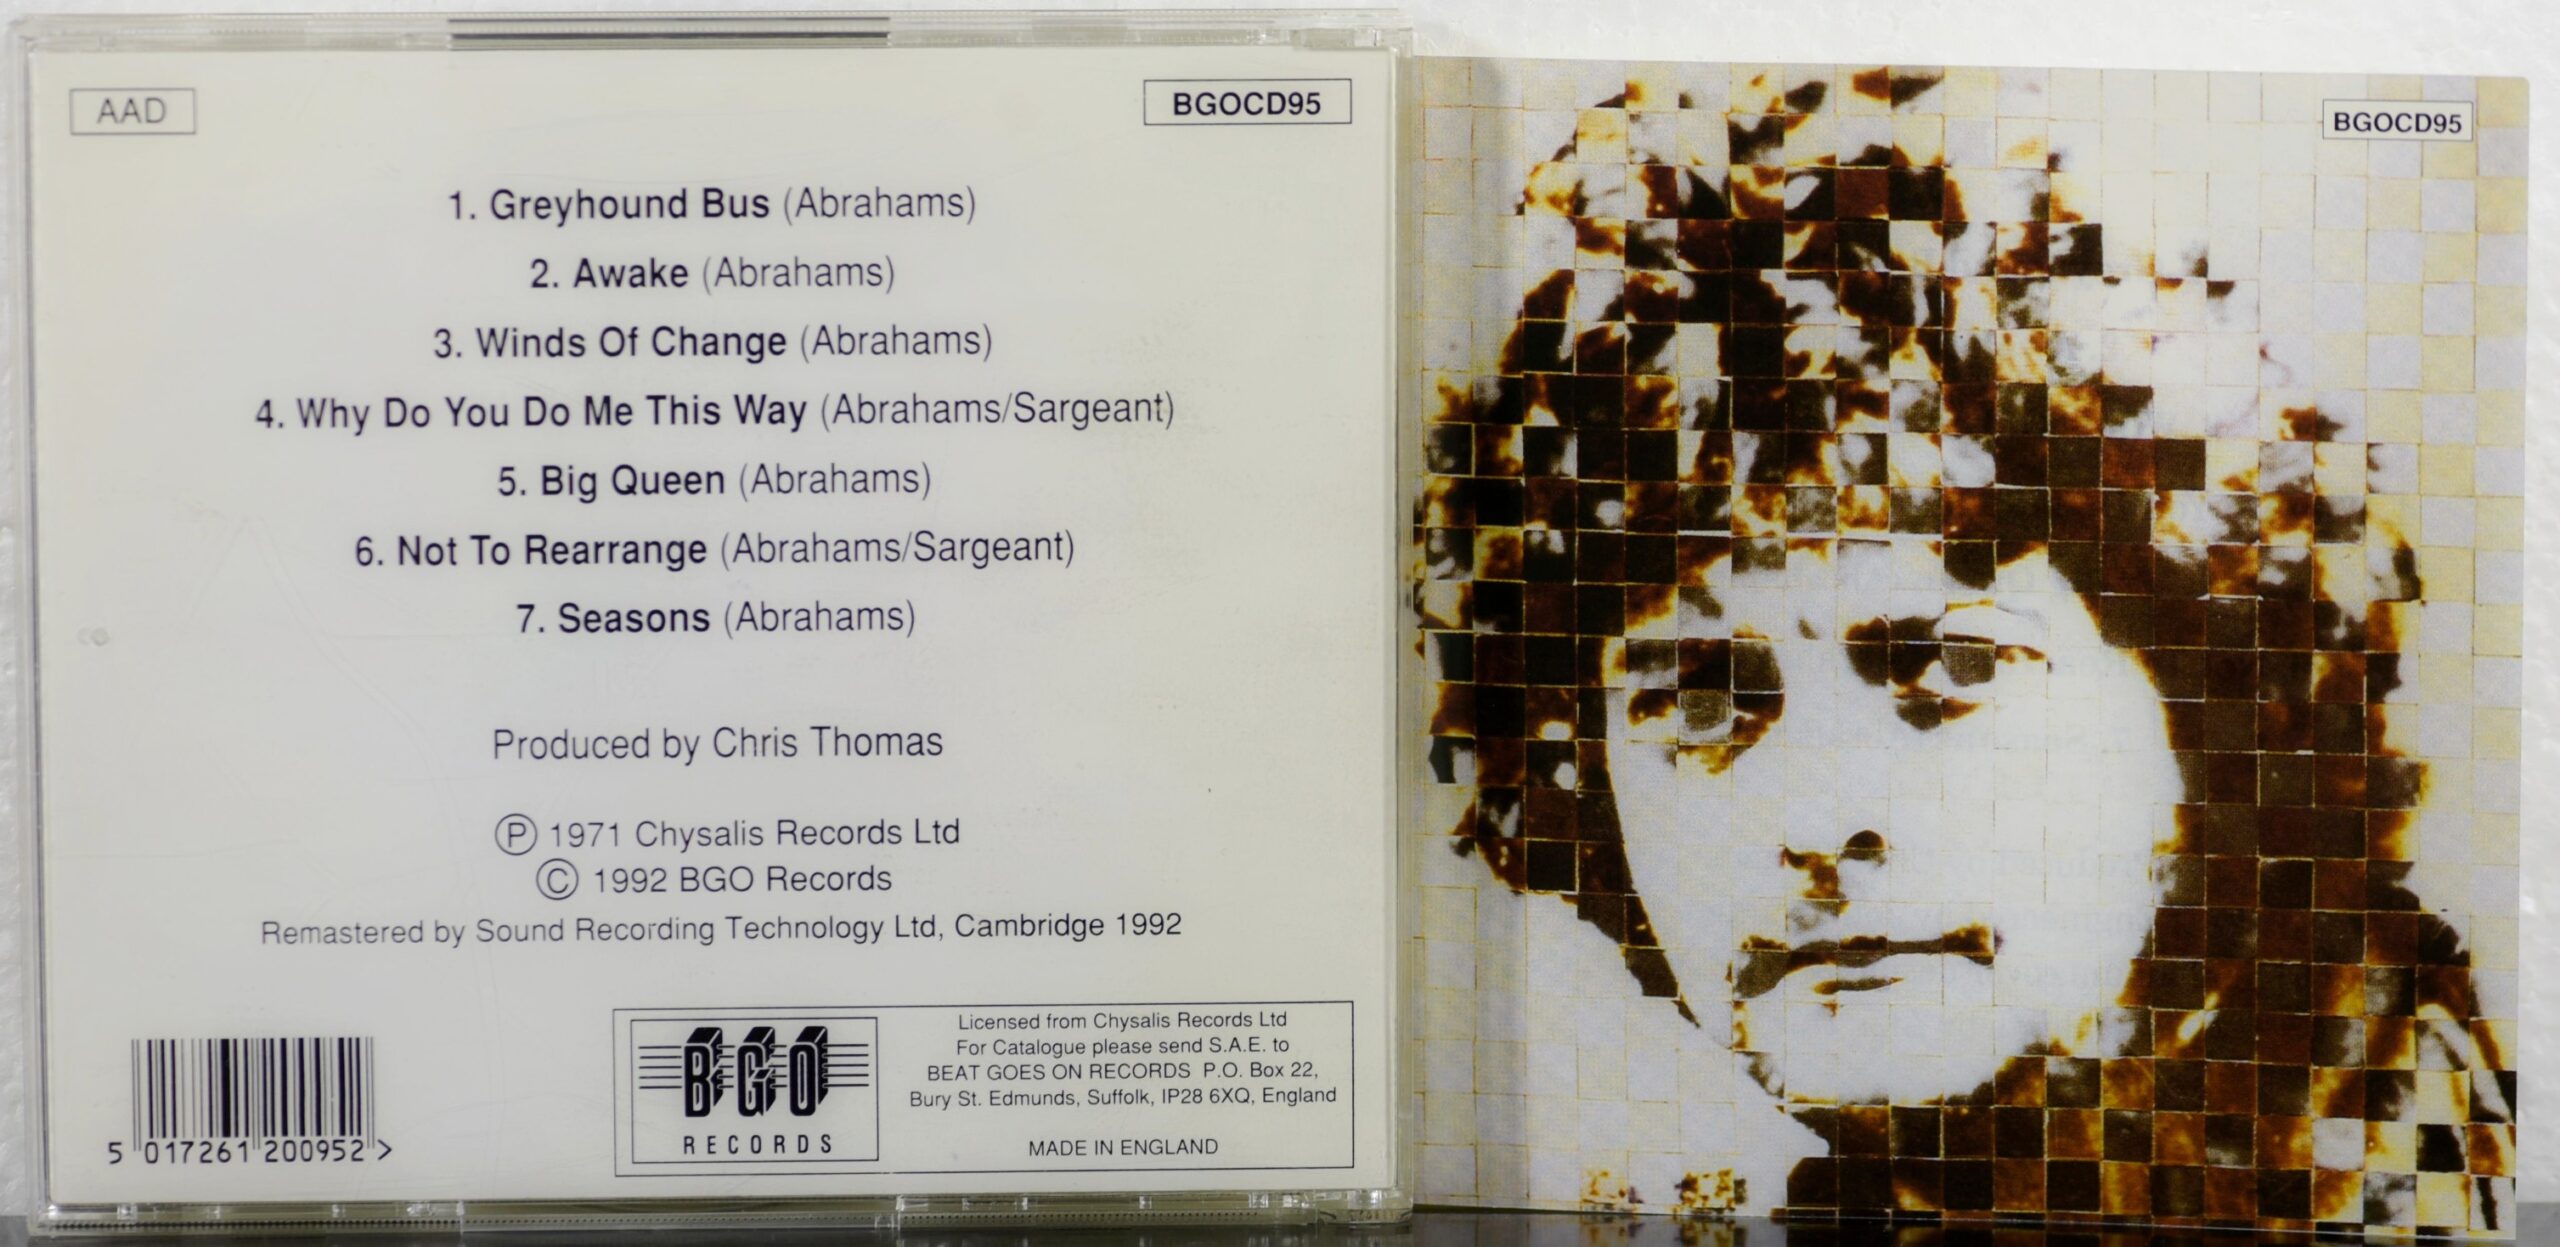 AAD
BGOCD95
1. Greyhound Bus (Abrahams)
2. Awake (Abrahams)
3. Winds Of Change (Abrahams)
4. Why Do You Do Me This Way (Abrahams/Sargeant)
5. Big Queen (Abrahams)
6. Not To Rearrange (Abrahams/Sargeant)
7. Seasons (Abrahams)
Produced by Chris Thomas
Ⓟ 1971 Chysalis Records Ltd
© 1992 BGO Records
Remastered by Sound Recording Technology Ltd, Cambridge 1992
5 017261 200952 >
BGO
RECORDS
Licensed from Chysalis Records Ltd
For Catalogue please send S.A.E. to
BEAT GOES ON RECORDS P.O. Box 22,
Bury St. Edmunds, Suffolk, IP28 6XQ, England
MADE IN ENGLAND
BGOCD95